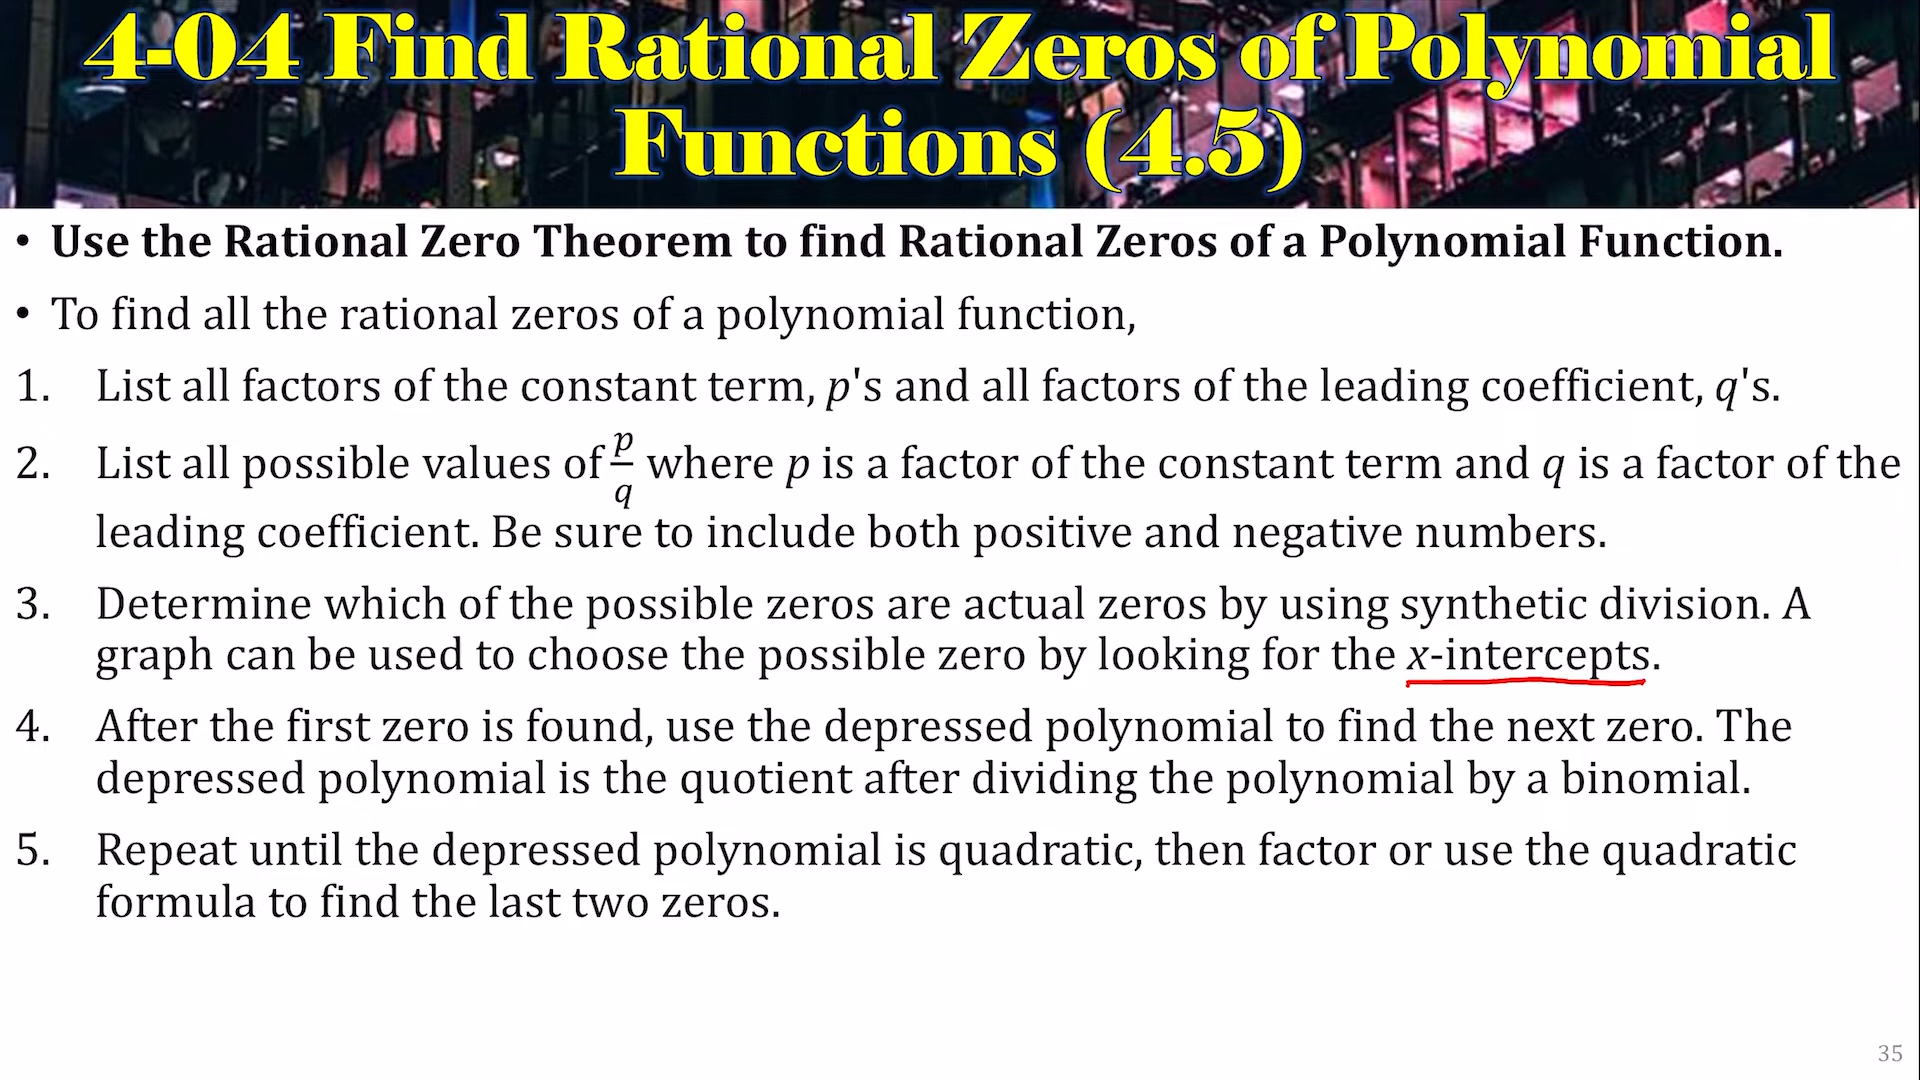 4-04 Find Rational Zeros of Polynomial
Functions (4.5)
• Use the Rational Zero Theorem to find Rational Zeros of a Polynomial Function.
• To find all the rational zeros of a polynomial function,
1. List all factors of the constant term, p's and all factors of the leading coefficient, q's.
2. List all possible values of p/q where p is a factor of the constant term and q is a factor of the
leading coefficient. Be sure to include both positive and negative numbers.
3. Determine which of the possible zeros are actual zeros by using synthetic division. A
graph can be used to choose the possible zero by looking for the x-intercepts.
4. After the first zero is found, use the depressed polynomial to find the next zero. The
depressed polynomial is the quotient after dividing the polynomial by a binomial.
5. Repeat until the depressed polynomial is quadratic, then factor or use the quadratic
formula to find the last two zeros.
35